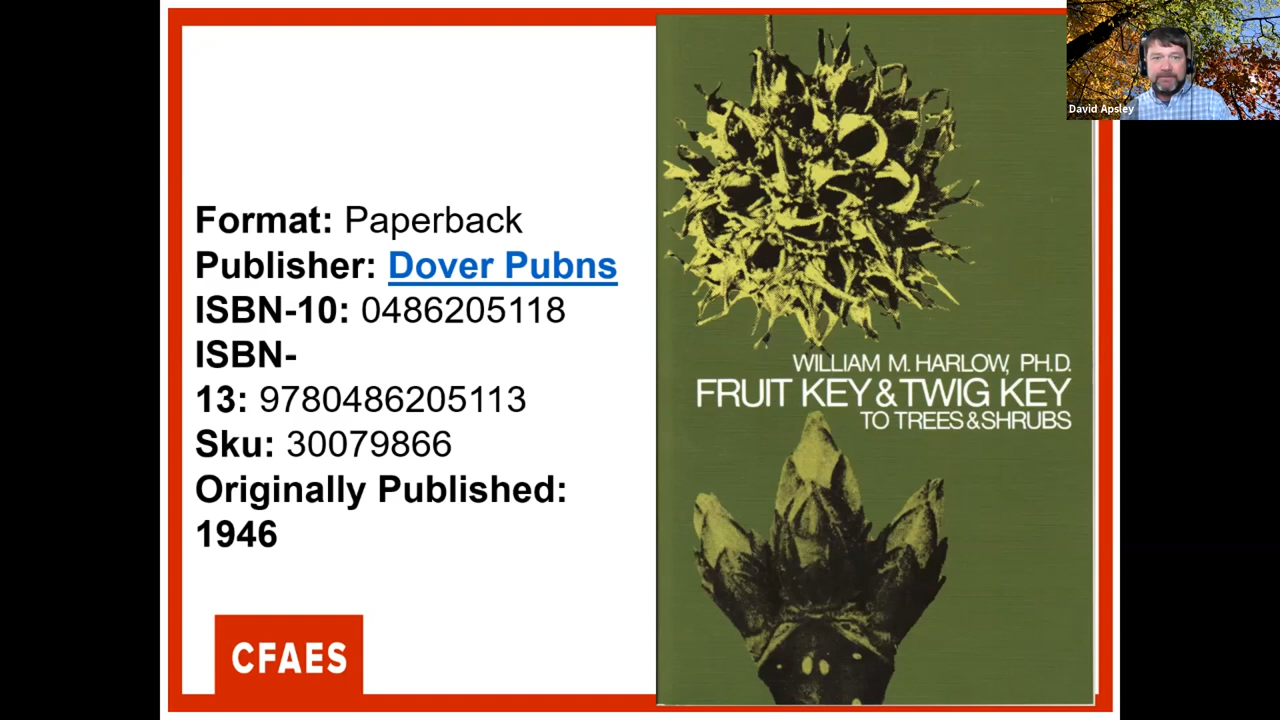 Format: Paperback
Publisher: Dover Pubns
ISBN-10: 0486205118
ISBN-
13: 9780486205113
Sku: 30079866
Originally Published:
1946
CFAES
WILLIAM M. HARLOW, PH.D.
FRUIT KEY & TWIG KEY
TO TREES & SHRUBS
David Apsley